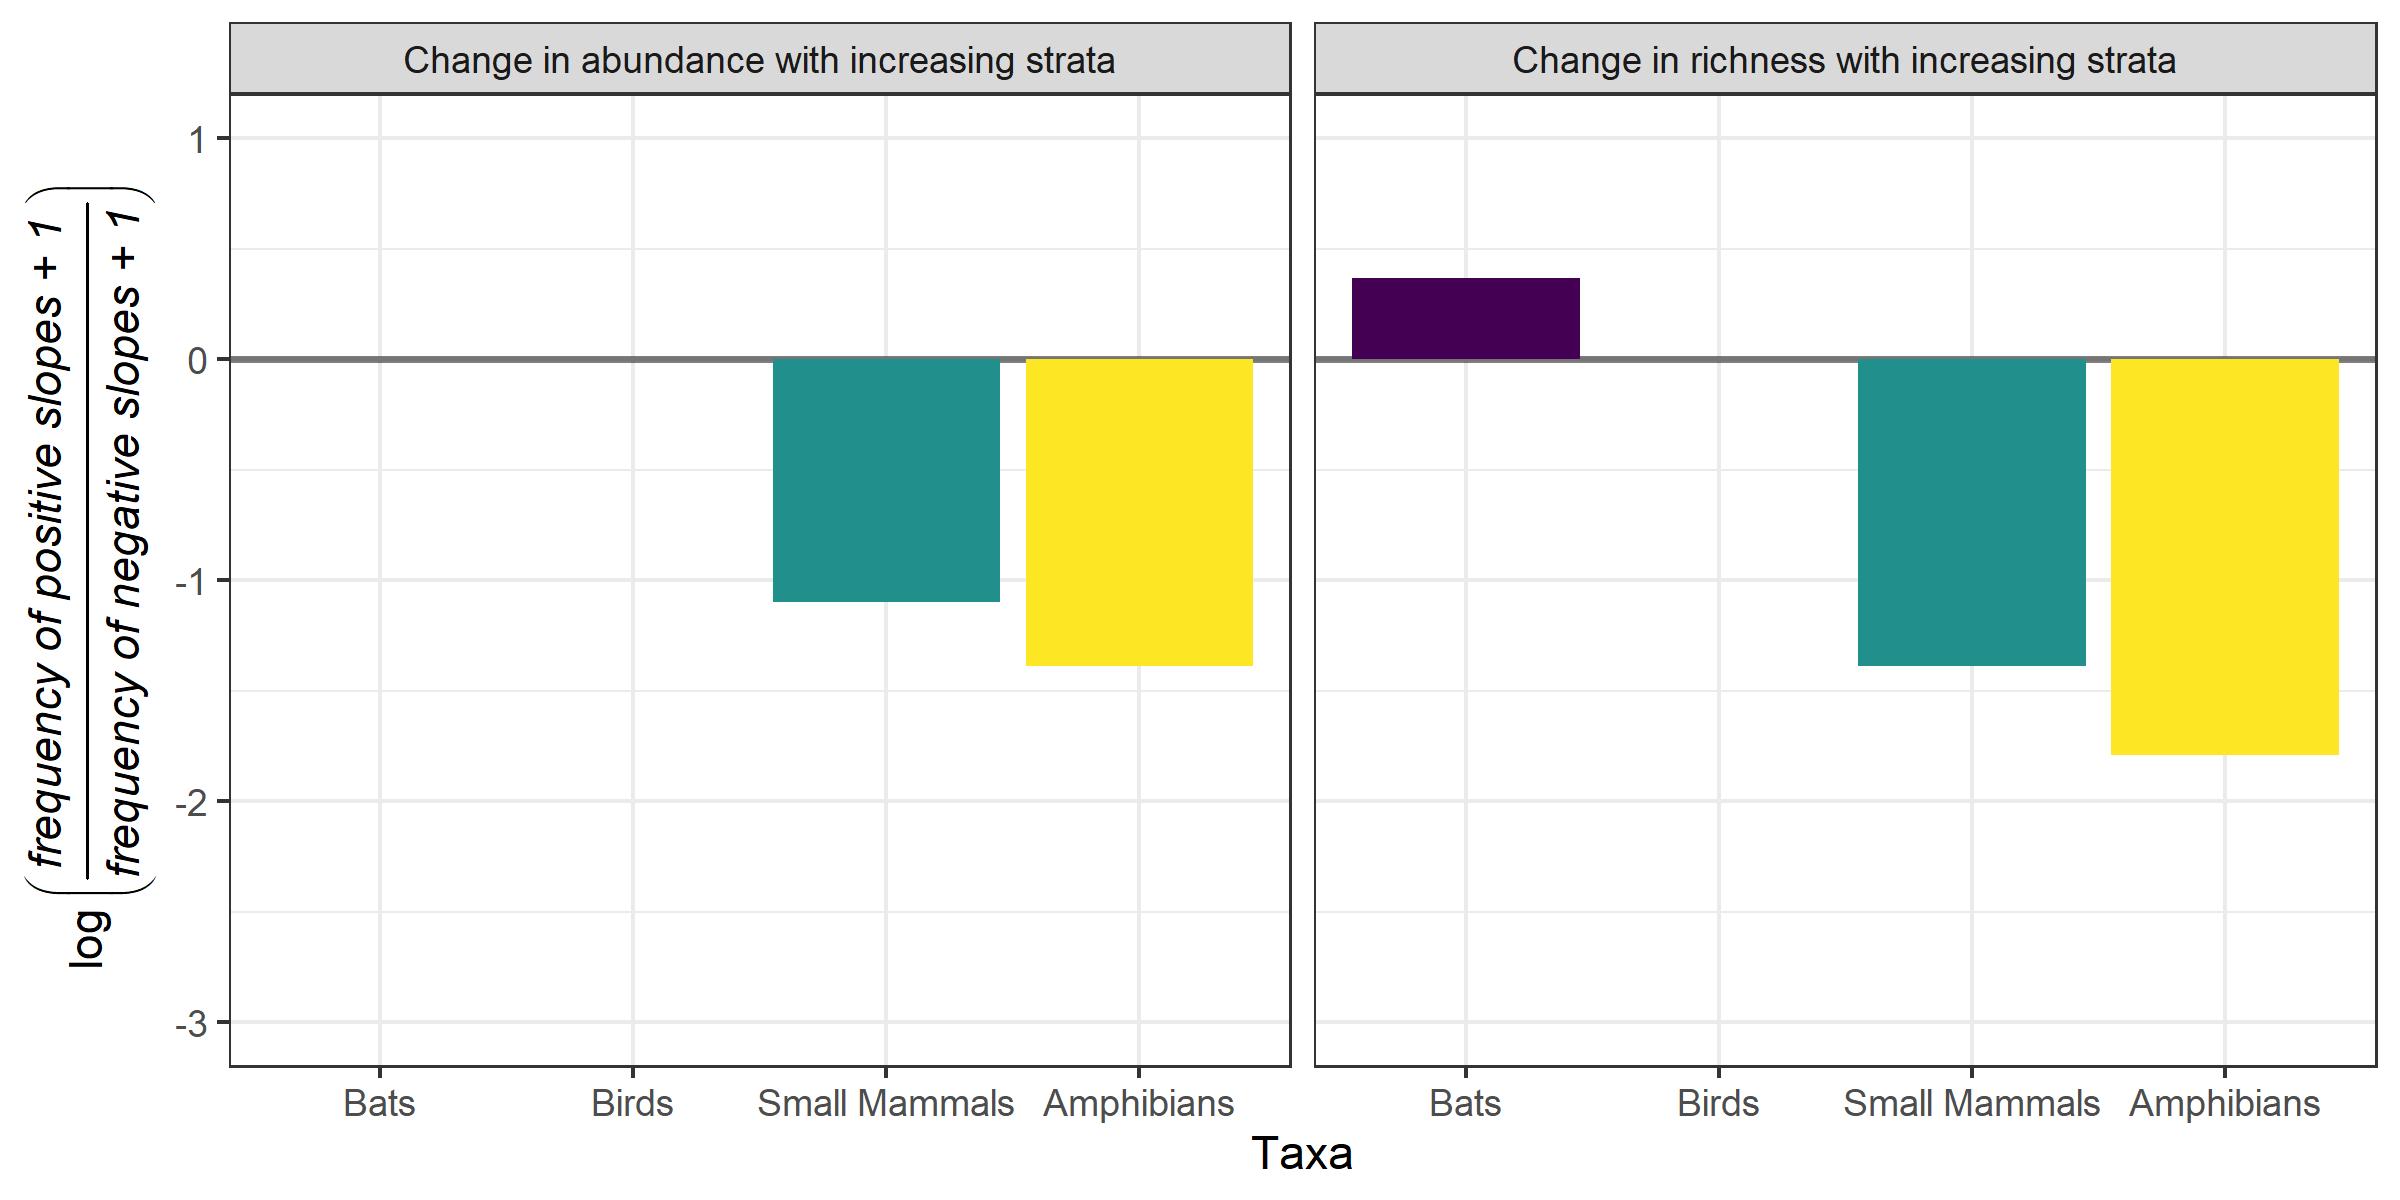 Change in abundance with increasing strata
Change in richness with increasing strata
log
frequency of positive slopes + 1
frequency of negative slopes + 1
1
0
-1
-2
-3
Bats Birds Small Mammals Amphibians
Bats Birds Small Mammals Amphibians
Taxa